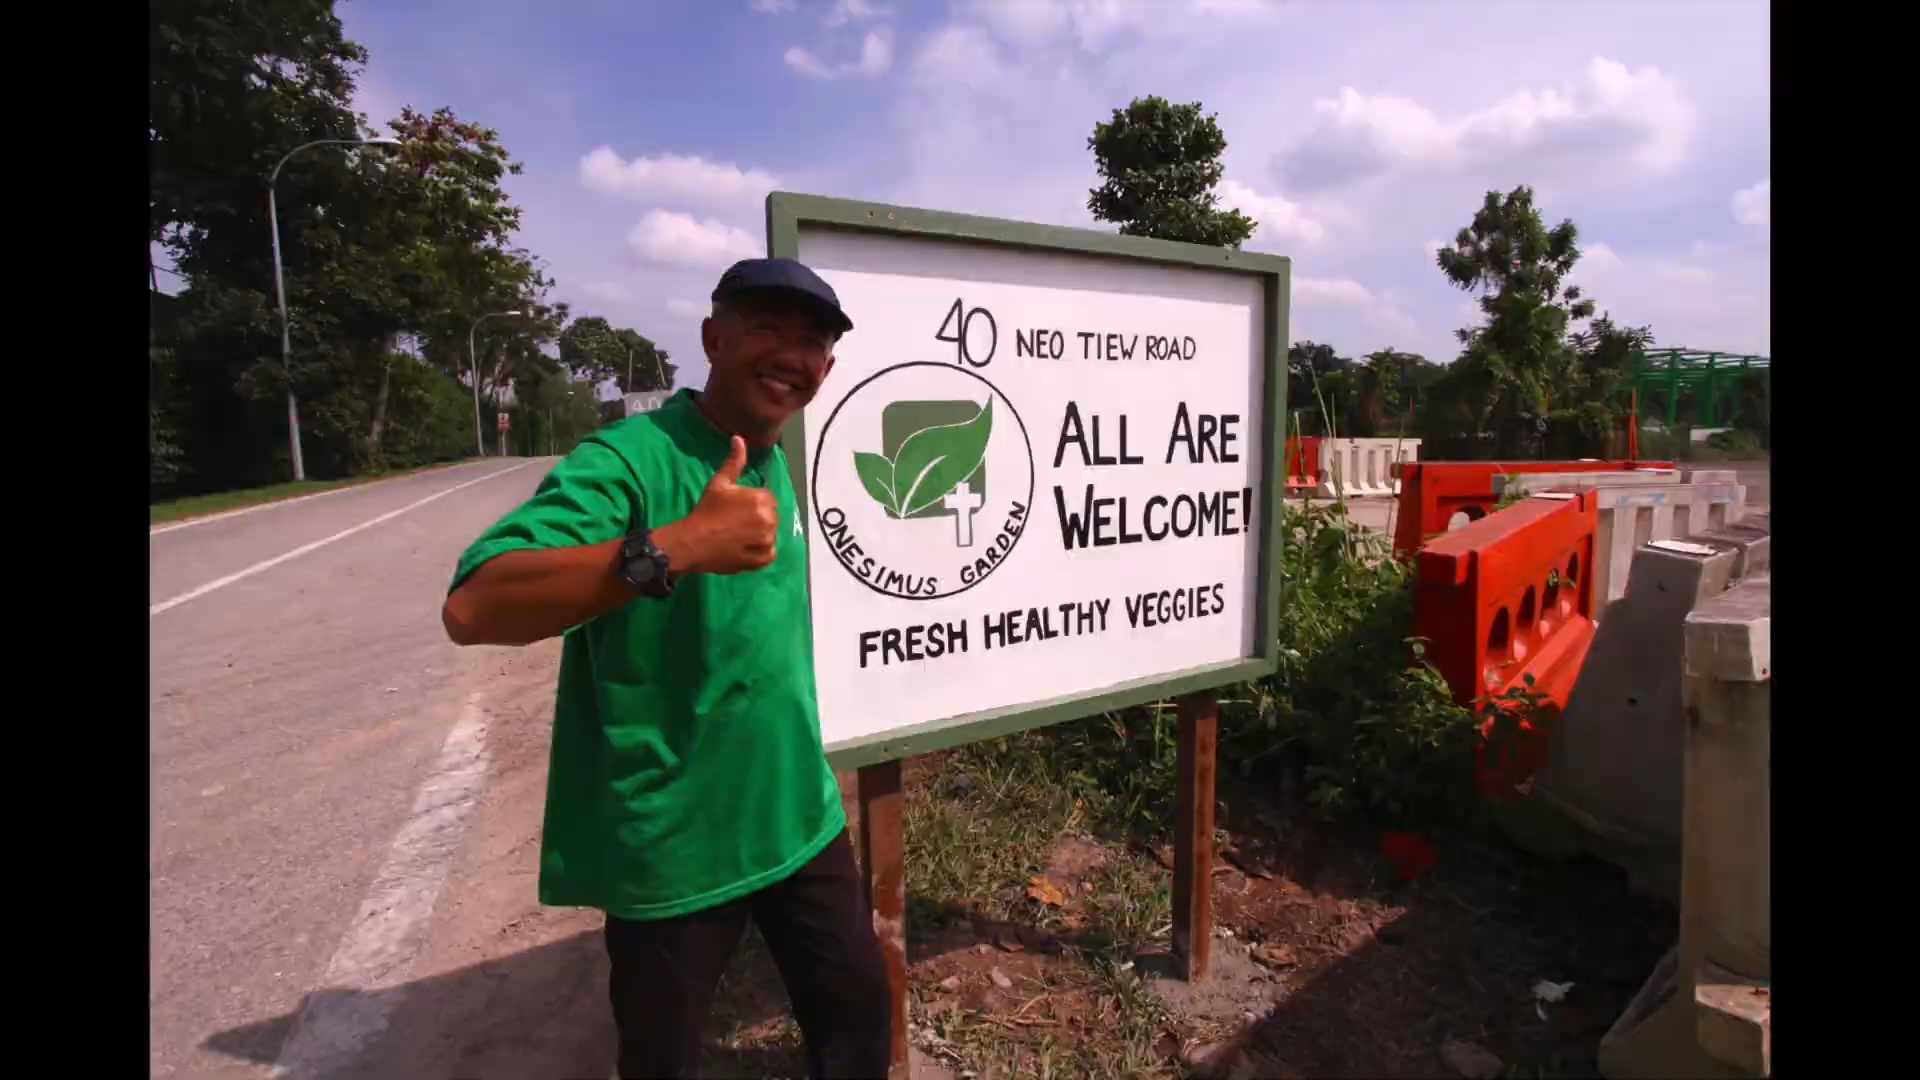 40 NEO TIEW ROAD
ALL ARE
WELCOME!
ONESIMUS GARDEN
FRESH HEALTHY VEGGIES